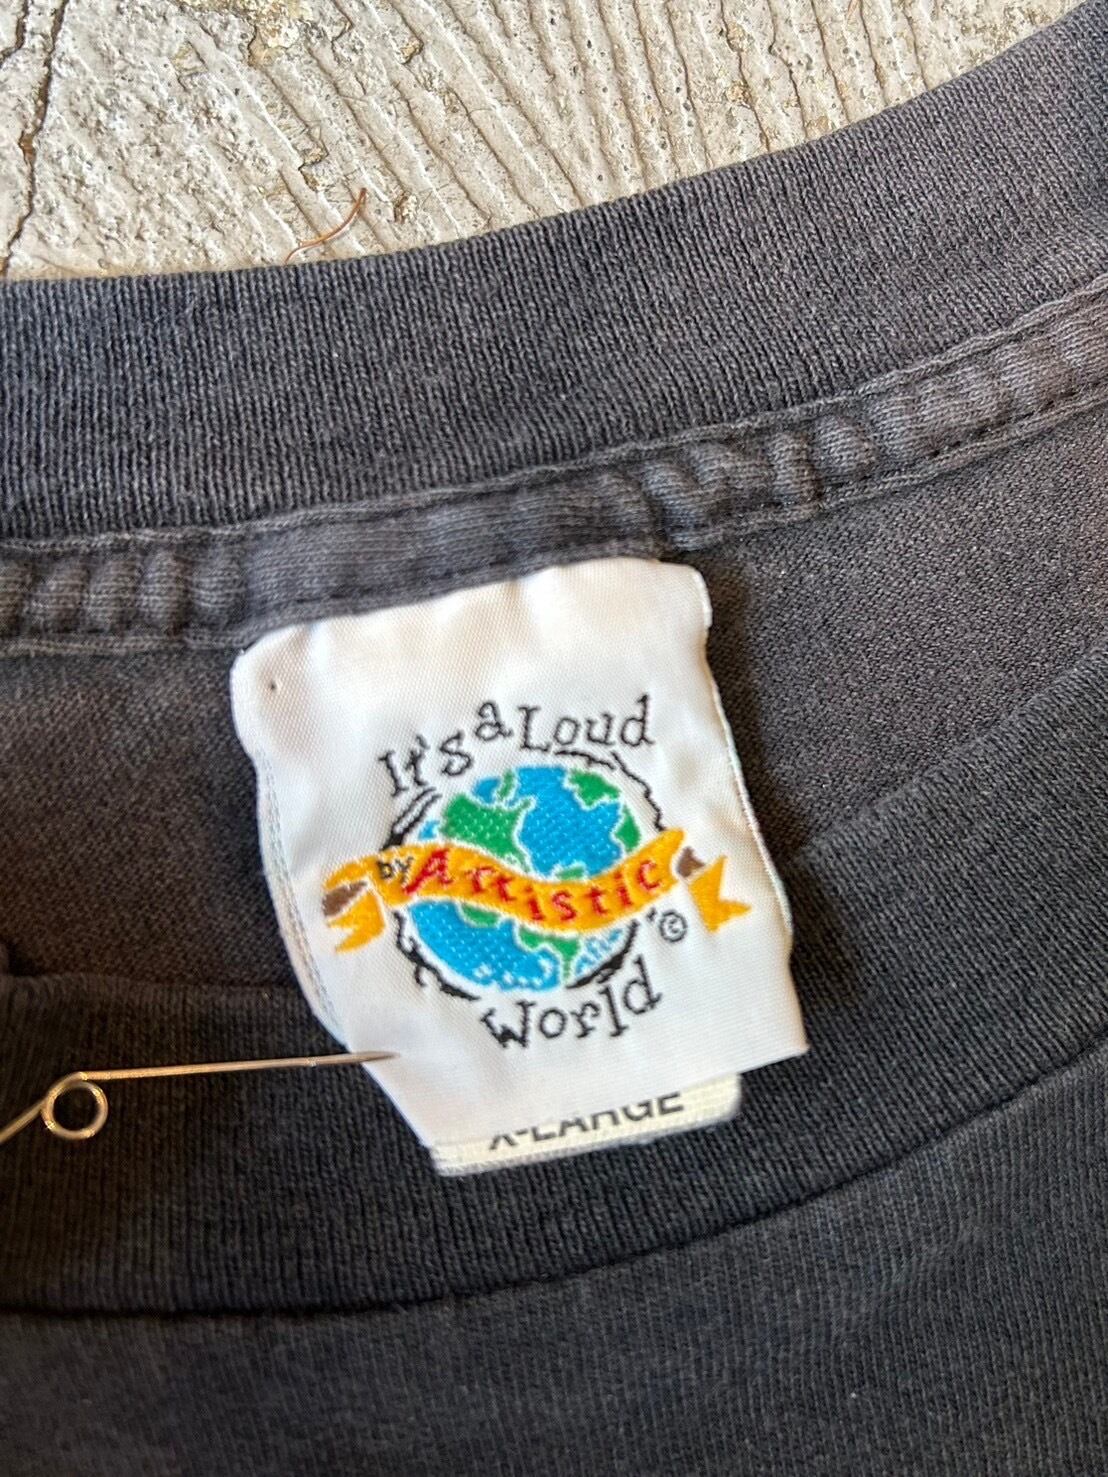 It's a Loud
by Artistic
©
World
X-LARGE